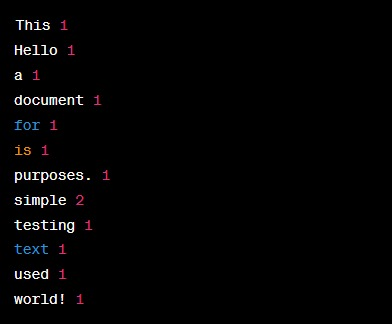 This 1
Hello 1
a 1
document 1
for 1
is 1
purposes. 1
simple 2
testing 1
text 1
used 1
world! 1